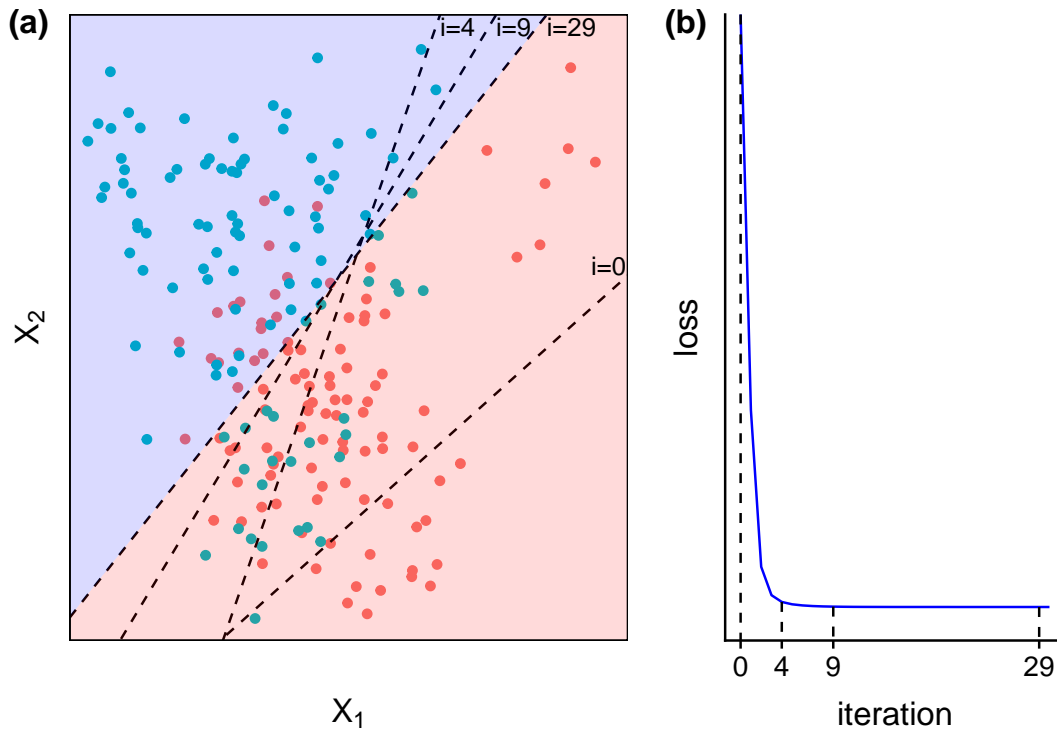 (a)
i=4
i=9
i=29
i=0
X2
X1
(b)
loss
0
4
9
29
iteration